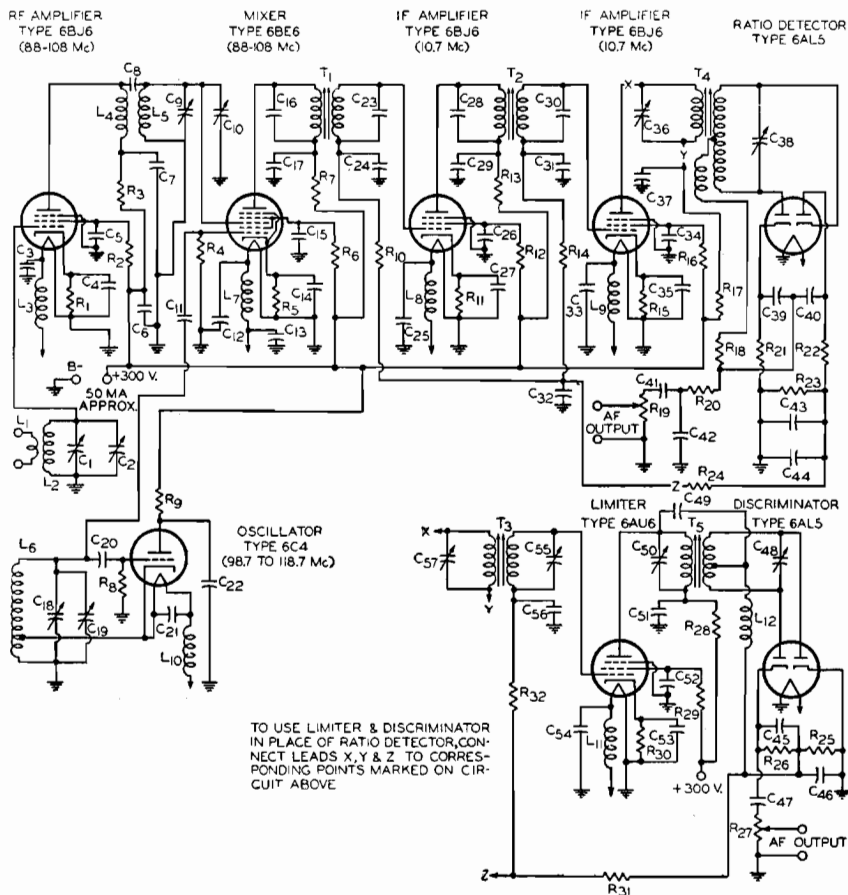 RF AMPLIFIER
TYPE 6BJ6
(88-108 Mc)
MIXER
TYPE 6BE6
(88-108 Mc)
IF AMPLIFIER
TYPE 6BJ6
(10.7 Mc)
IF AMPLIFIER
TYPE 6BJ6
(10.7 Mc)
RATIO DETECTOR
TYPE 6AL5
C8
T1
T2
X
T4
L4
L5
C9
C10
C16
C23
C28
C30
C36
C38
Y
R3
C7
C17
R7
C24
C29
R13
C31
C37
C3
C5
R2
L3
R1
C4
C6
C11
R4
C15
R6
L7
R5
C14
C12
C13
R10
C26
R12
L8
R11
C27
C25
R14
C34
R16
C33
L9
C35
R15
R17
R18
C39
C40
R21
R22
R23
C43
C44
B-
+300 V.
50 MA
APPROX.
C32
C41
R19
R20
AF
OUTPUT
C42
Z
R24
L1
L2
C1
C2
R9
OSCILLATOR
TYPE 6C4
(98.7 TO 118.7 Mc)
L6
C20
R8
C18
C19
C21
L10
C22
LIMITER
TYPE 6AU6
C49
DISCRIMINATOR
TYPE 6AL5
X
T3
C57
Y
C55
C56
C50
T5
C48
C51
R28
L12
R32
C52
R29
C54
L11
C53
R30
+300 V.
C45
R26
R25
C46
C47
R27
AF OUTPUT
TO USE LIMITER & DISCRIMINATOR
IN PLACE OF RATIO DETECTOR, CON-
NECT LEADS X, Y & Z TO CORRES-
PONDING POINTS MARKED ON CIR-
CUIT ABOVE
Z
R31